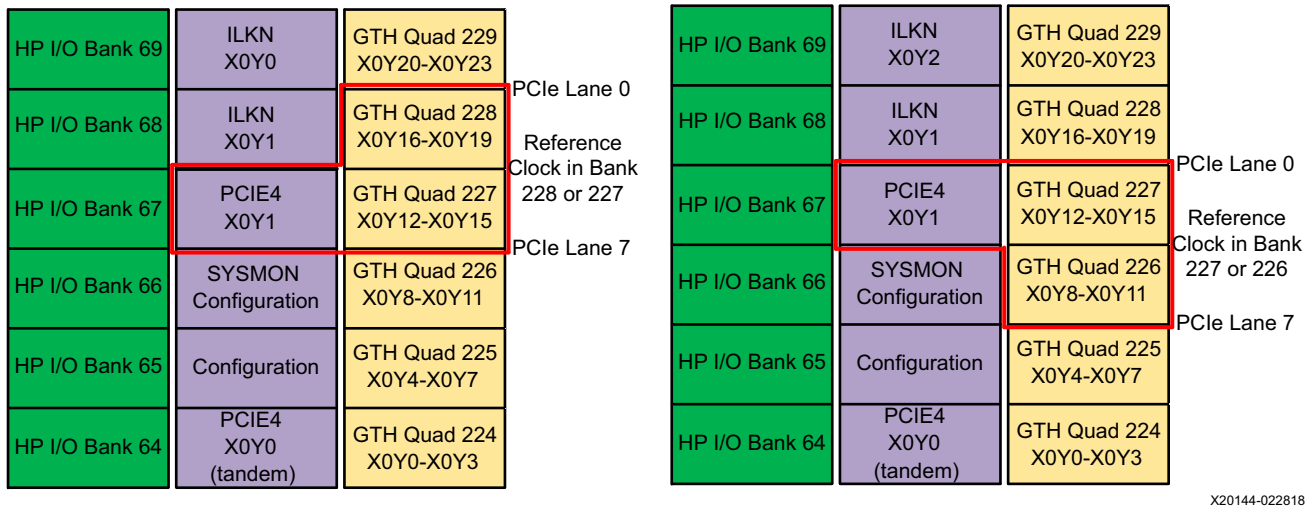 HP I/O Bank 69
ILKN
X0Y0
GTH Quad 229
X0Y20-X0Y23
PCIe Lane 0
HP I/O Bank 68
ILKN
X0Y1
GTH Quad 228
X0Y16-X0Y19
Reference
Clock in Bank
228 or 227
HP I/O Bank 67
PCIE4
X0Y1
GTH Quad 227
X0Y12-X0Y15
PCIe Lane 7
HP I/O Bank 66
SYSMON
Configuration
GTH Quad 226
X0Y8-X0Y11
HP I/O Bank 65
Configuration
GTH Quad 225
X0Y4-X0Y7
HP I/O Bank 64
PCIE4
X0Y0
(tandem)
GTH Quad 224
X0Y0-X0Y3
HP I/O Bank 69
ILKN
X0Y2
GTH Quad 229
X0Y20-X0Y23
HP I/O Bank 68
ILKN
X0Y1
GTH Quad 228
X0Y16-X0Y19
PCIe Lane 0
HP I/O Bank 67
PCIE4
X0Y1
GTH Quad 227
X0Y12-X0Y15
Reference
Clock in Bank
227 or 226
HP I/O Bank 66
SYSMON
Configuration
GTH Quad 226
X0Y8-X0Y11
PCIe Lane 7
HP I/O Bank 65
Configuration
GTH Quad 225
X0Y4-X0Y7
HP I/O Bank 64
PCIE4
X0Y0
(tandem)
GTH Quad 224
X0Y0-X0Y3
X20144-022818